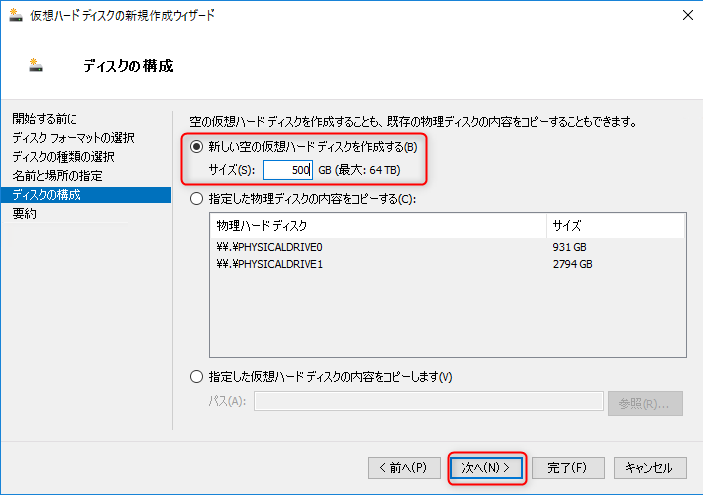 仮想ハード ディスクの新規作成ウィザード
ディスクの構成
開始する前に
ディスク フォーマットの選択
ディスクの種類の選択
名前と場所の指定
ディスクの構成
要約
空の仮想ハード ディスクを作成することも、既存の物理ディスクの内容をコピーすることもできます。
新しい空の仮想ハード ディスクを作成する(B)
サイズ(S): 500 GB (最大: 64 TB)
指定した物理ディスクの内容をコピーする(C):
物理ハード ディスク サイズ
¥¥.¥PHYSICALDRIVE0 931 GB
¥¥.¥PHYSICALDRIVE1 2794 GB
指定した仮想ハード ディスクの内容をコピーします(V)
パス(A): 参照(R)...
< 前へ(P) 次へ(N) > 完了(F) キャンセル